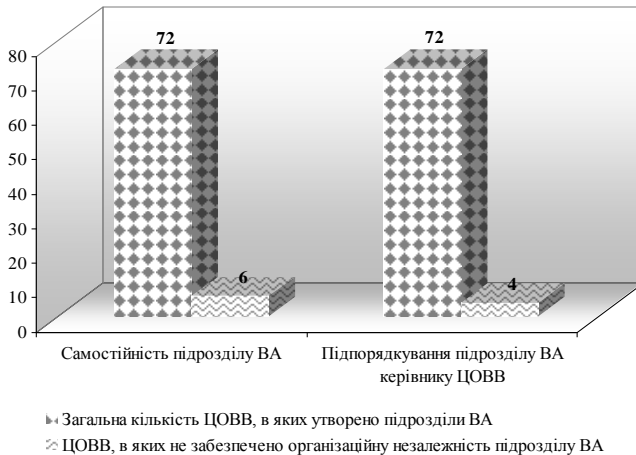 72
72
80
70
60
50
40
30
20
10
0
6
4
Самостійність підрозділу ВА
Підпорядкування підрозділу ВА
керівнику ЦОВВ
Загальна кількість ЦОВВ, в яких утворено підрозділи ВА
ЦОВВ, в яких не забезпечено організаційну незалежність підрозділу ВА